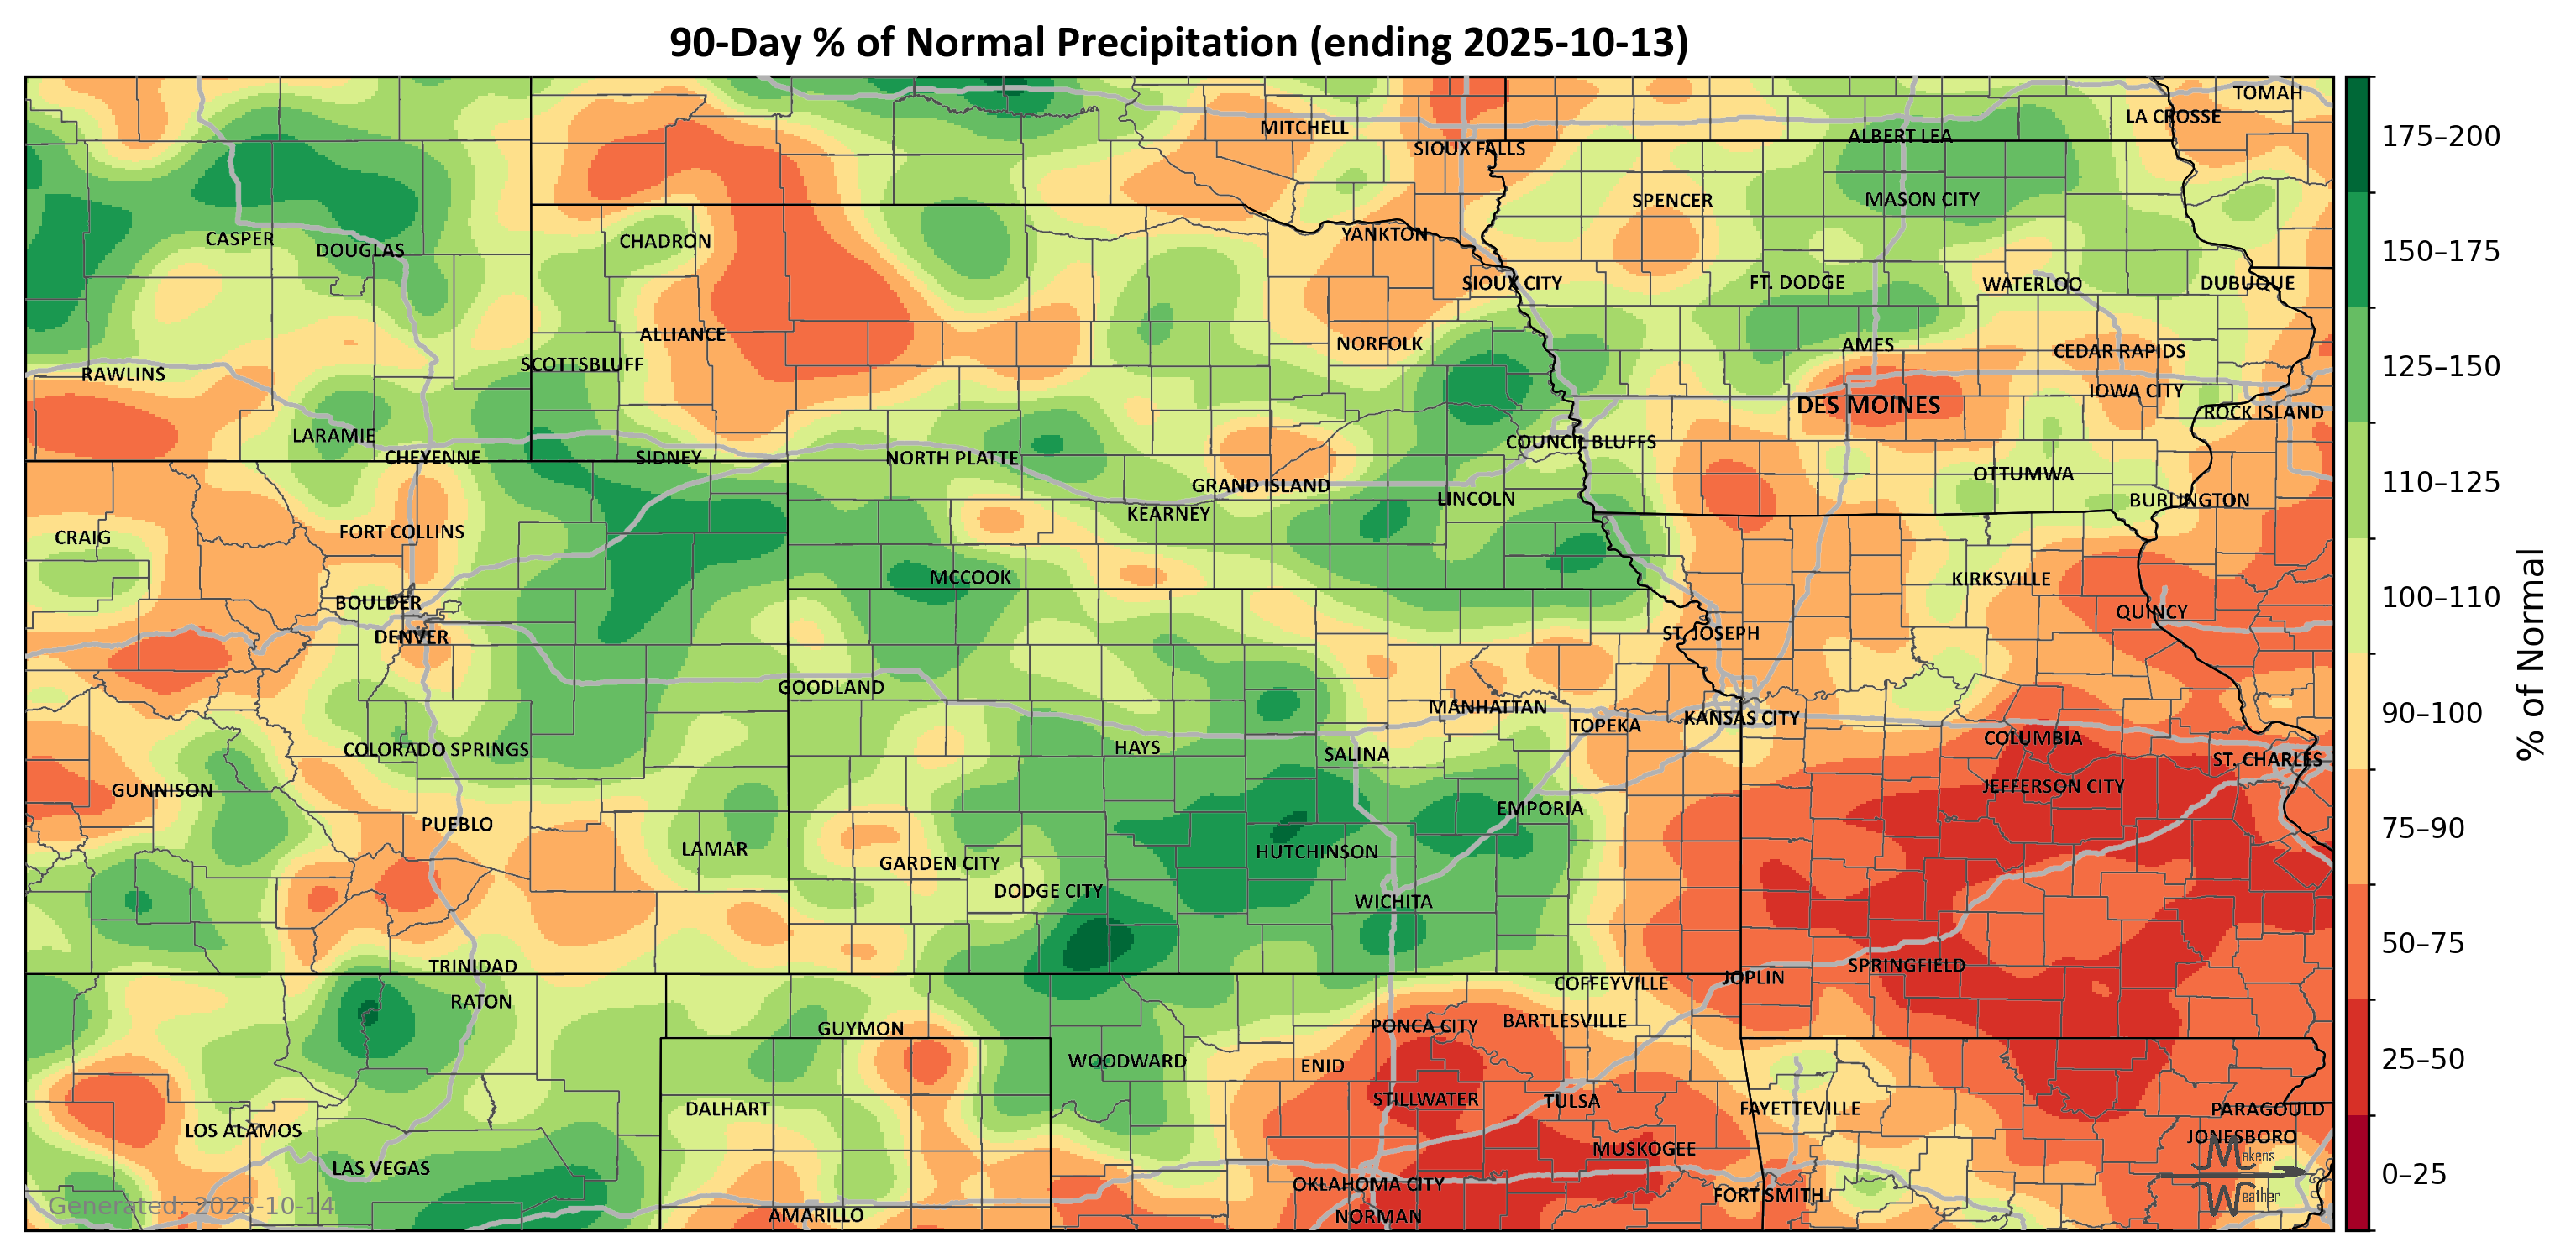 90-Day % of Normal Precipitation (ending 2025-10-13)
TOMAH
LA CROSSE
MITCHELL
ALBERT LEA
SIOUX FALLS
SPENCER
MASON CITY
CASPER
DOUGLAS
CHADRON
YANKTON
SIOUX CITY
FT. DODGE
WATERLOO
DUBUQUE
ALLIANCE
NORFOLK
AMES
CEDAR RAPIDS
SCOTTSBLUFF
RAWLINS
IOWA CITY
DES MOINES
ROCK ISLAND
LARAMIE
COUNCIL BLUFFS
CHEYENNE
SIDNEY
NORTH PLATTE
OTTUMWA
GRAND ISLAND
LINCOLN
BURLINGTON
KEARNEY
FORT COLLINS
CRAIG
MCCOOK
KIRKSVILLE
BOULDER
QUINCY
DENVER
ST. JOSEPH
GOODLAND
MANHATTAN
KANSAS CITY
TOPEKA
COLUMBIA
COLORADO SPRINGS
HAYS
SALINA
ST. CHARLES
GUNNISON
JEFFERSON CITY
EMPORIA
PUEBLO
LAMAR
HUTCHINSON
GARDEN CITY
DODGE CITY
WICHITA
TRINIDAD
SPRINGFIELD
JOPLIN
COFFEYVILLE
RATON
BARTLESVILLE
PONCA CITY
GUYMON
WOODWARD
ENID
STILLWATER
TULSA
DALHART
FAYETTEVILLE
PARAGOULD
LOS ALAMOS
JONESBORO
MUSKOGEE
Makens
LAS VEGAS
OKLAHOMA CITY
FORT SMITH
Weather
Generated: 2025-10-14
AMARILLO
NORMAN
175–200
150–175
125–150
110–125
100–110
90–100
75–90
50–75
25–50
0–25
% of Normal